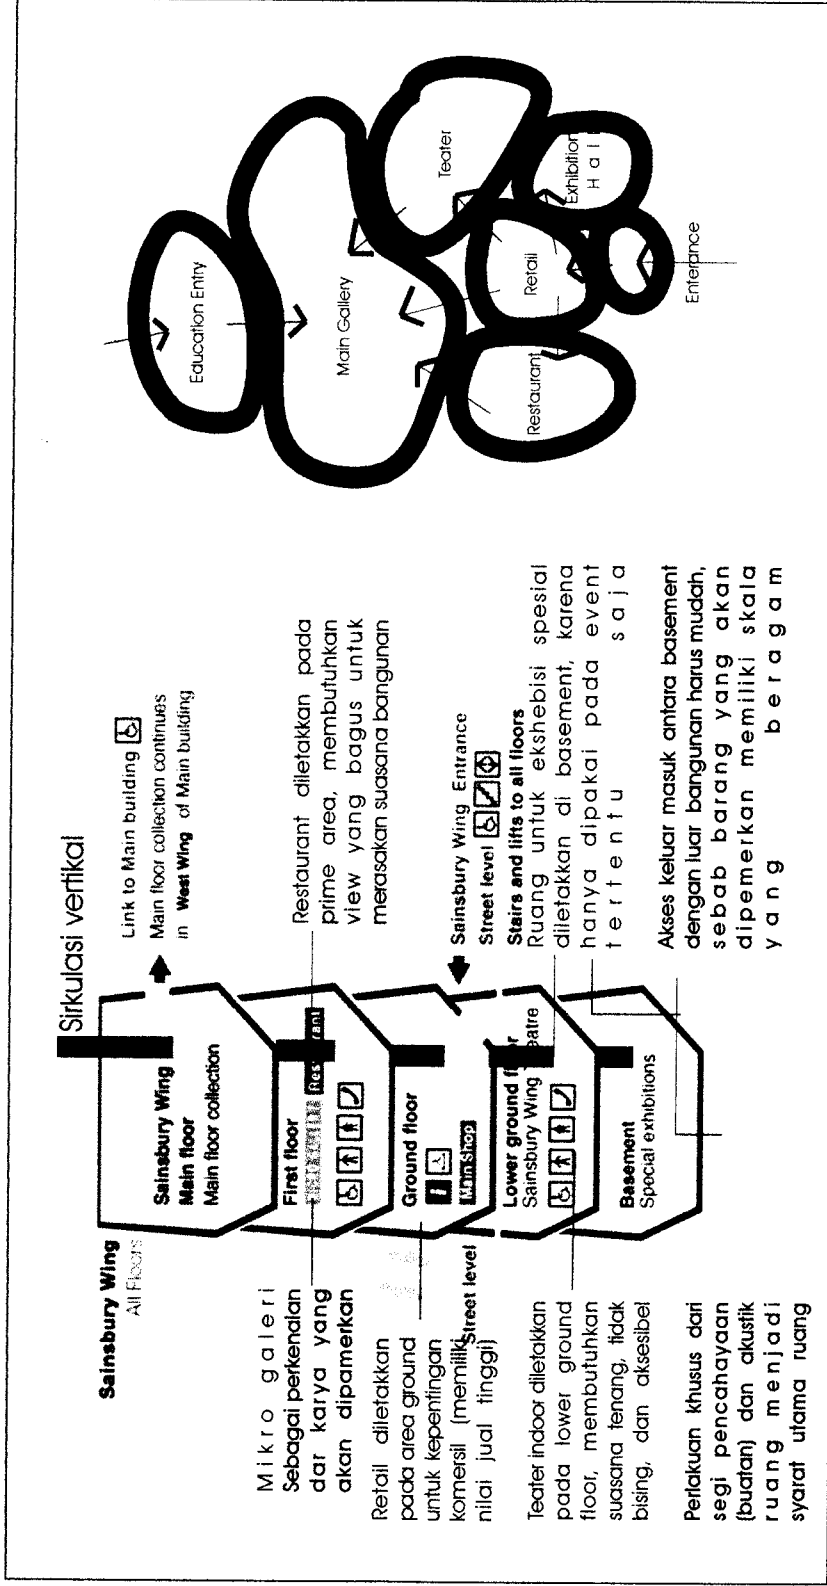 Sirkulasi vertikal
Sainsbury Wing
All Floors
Link to Main building
Main floor collection continues
in West Wing of Main building
Sainsbury Wing
Main floor
Main floor collection
First floor
Restaurant
Ground floor
i
Main shop
Street level
Lower ground floor
Sainsbury Wing Theatre
Basement
Special exhibitions
Sainsbury Wing Entrance
Street level
Stairs and lifts to all floors
Mikro galeri
Sebagai perkenalan
dar karya yang
akan dipamerkan
Retail diletakkan
pada area ground
untuk kepentingan
komersil (memiliki
nilai jual tinggi)
Teater indoor diletakkan
pada lower ground
floor, membutuhkan
suasana tenang, tidak
bising, dan aksesibel
Perlakuan khusus dari
segi pencahayaan
(buatan) dan akustik
ruang menjadi
syarat utama ruang
Restaurant diletakkan pada
prime area, membutuhkan
view yang bagus untuk
merasakan suasana bangunan
Ruang untuk ekshebisi spesial
diletakkan di basement, karena
hanya dipakai pada event
tertentu saja
Akses keluar masuk antara basement
dengan luar bangunan harus mudah,
sebab barang yang akan
dipemerkan memiliki skala
yang beragam
Education Entry
Main Gallery
Teater
Restaurant
Retail
Exhibition
Hall
Enterance